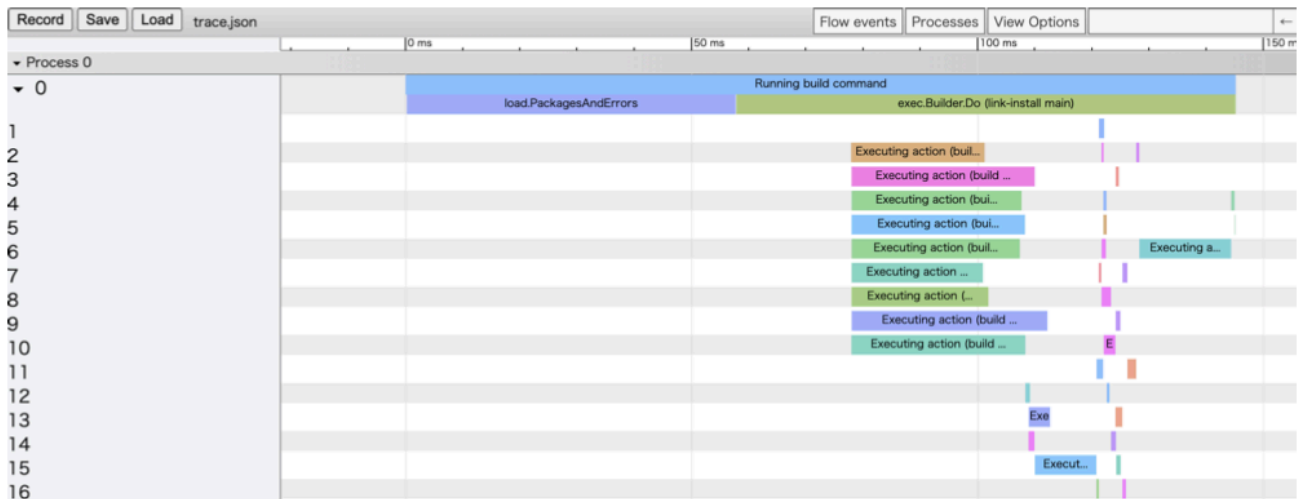 Record Save Load trace.json Flow events Processes View Options ←
0 ms 50 ms 100 ms 150 m
Process 0
0 Running build command
load.PackagesAndErrors exec.Builder.Do (link-install main)
1
2 Executing action (buil...
3 Executing action (build ...
4 Executing action (bui...
5 Executing action (bui...
6 Executing action (buil... Executing a...
7 Executing action ...
8 Executing action (...
9 Executing action (build ...
10 Executing action (build ... E
11
12
13 Exe
14
15 Execut...
16